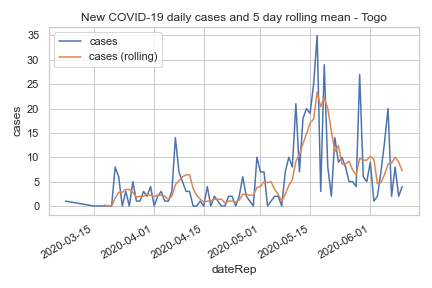 New COVID-19 daily cases and 5 day rolling mean - Togo
cases
cases (rolling)
35
30
25
20
15
10
5
0
cases
2020-03-15
2020-04-01
2020-04-15
2020-05-01
2020-05-15
2020-06-01
dateRep